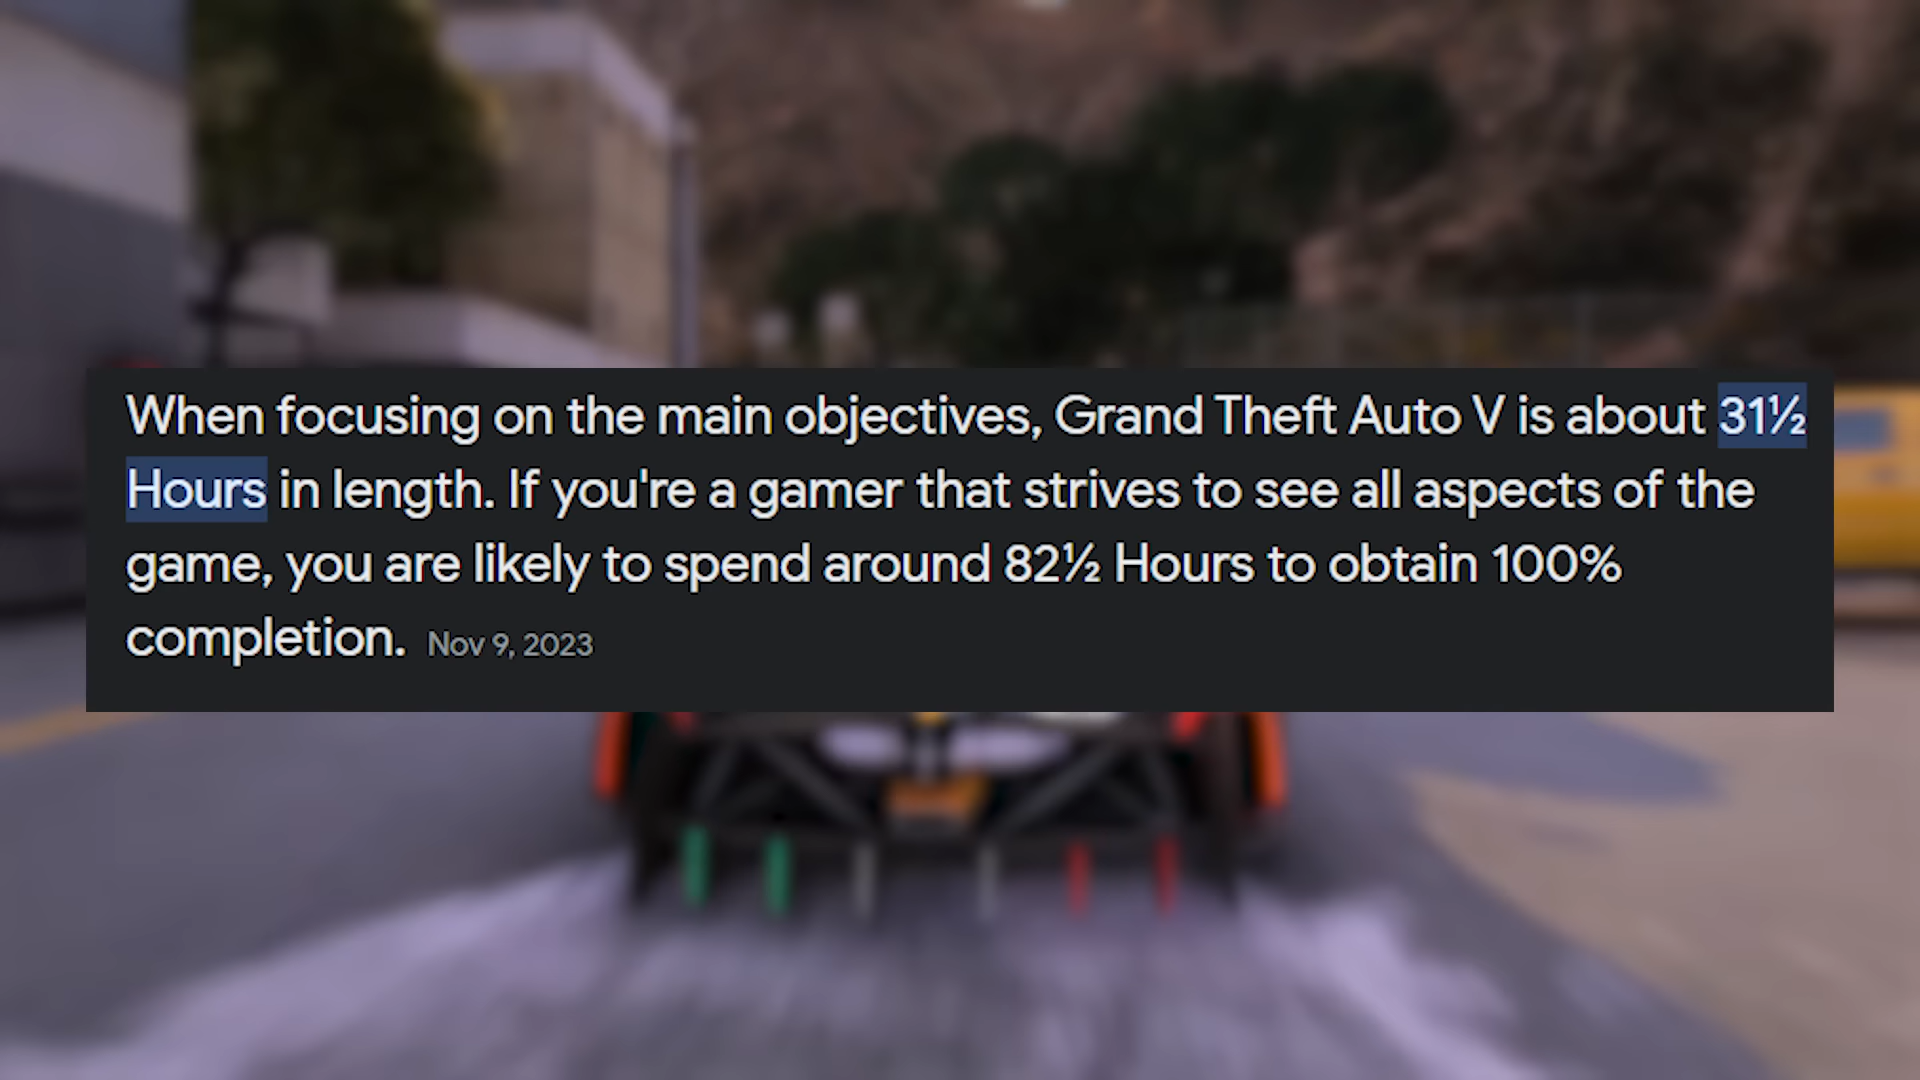 When focusing on the main objectives, Grand Theft Auto V is about 31½
Hours in length. If you're a gamer that strives to see all aspects of the
game, you are likely to spend around 82½ Hours to obtain 100%
completion. Nov 9, 2023